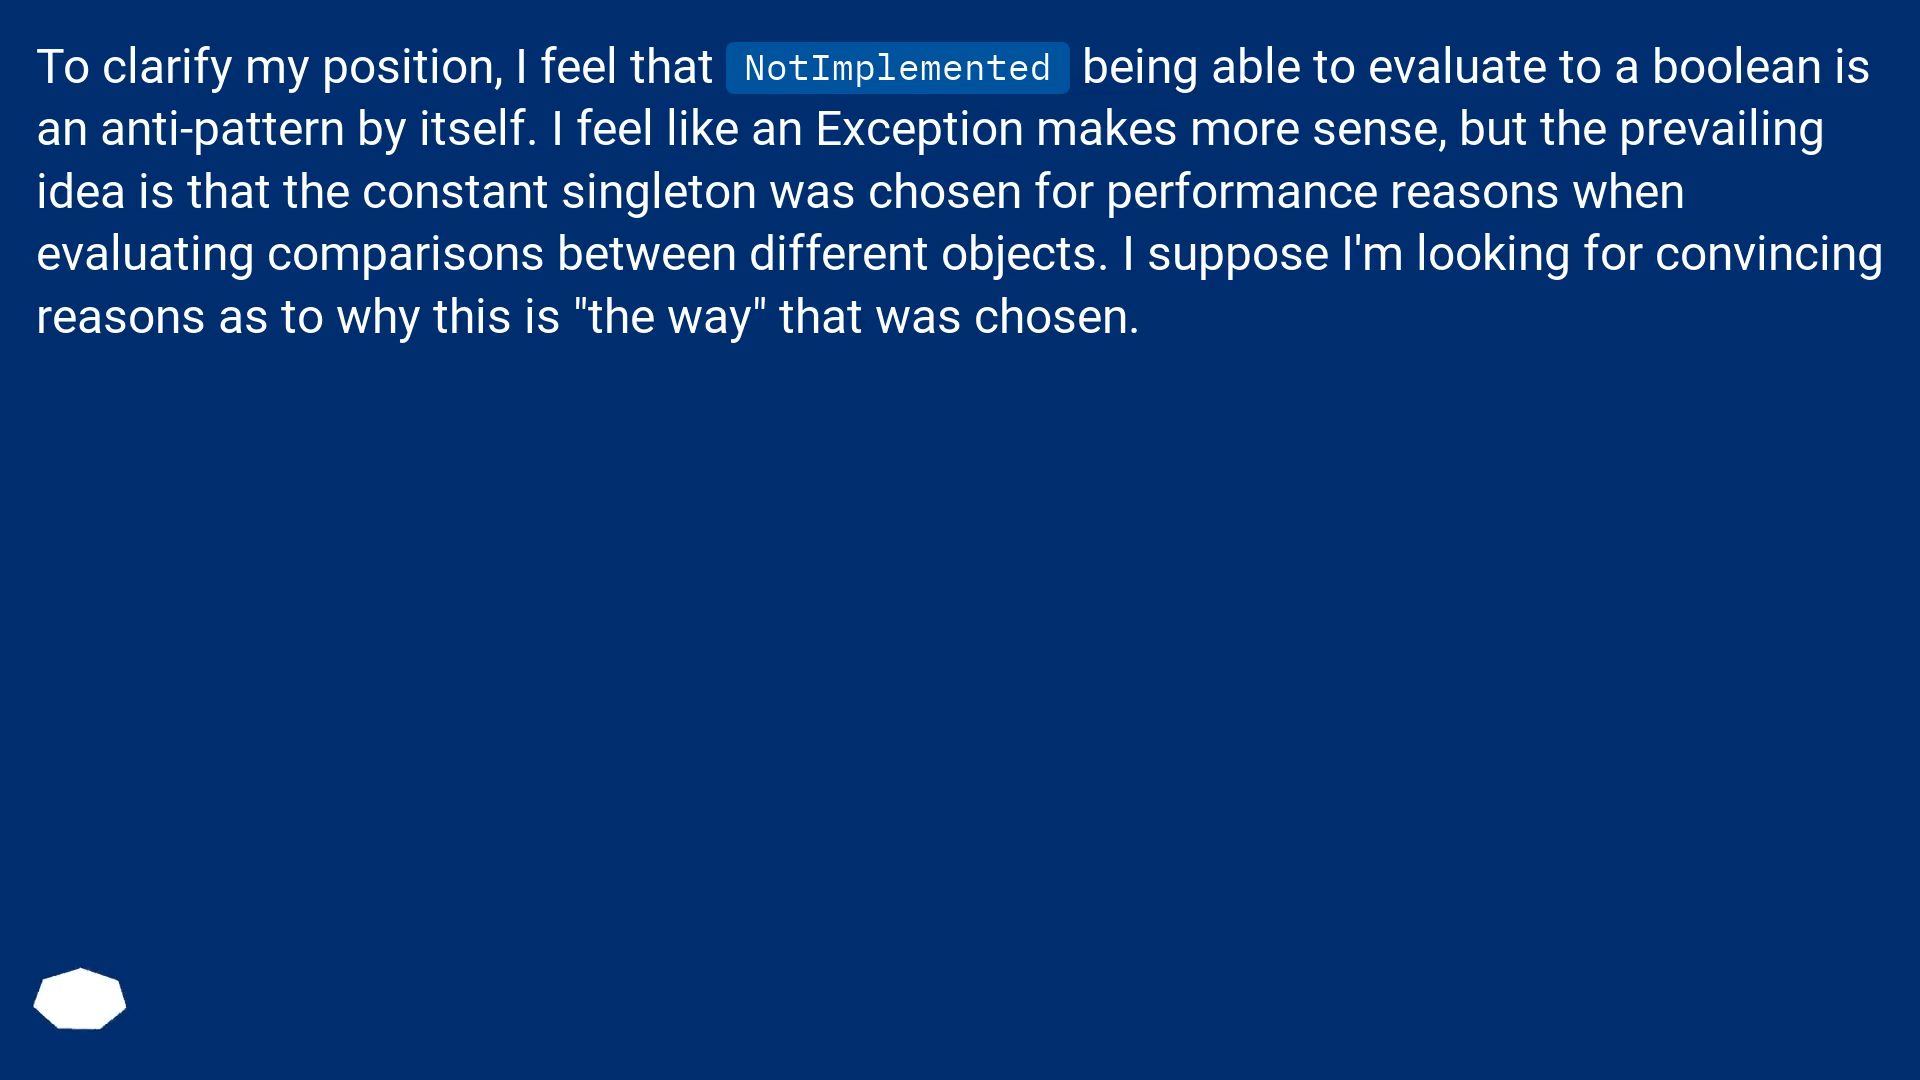 To clarify my position, I feel that NotImplemented being able to evaluate to a boolean is
an anti-pattern by itself. I feel like an Exception makes more sense, but the prevailing
idea is that the constant singleton was chosen for performance reasons when
evaluating comparisons between different objects. I suppose I'm looking for convincing
reasons as to why this is "the way" that was chosen.